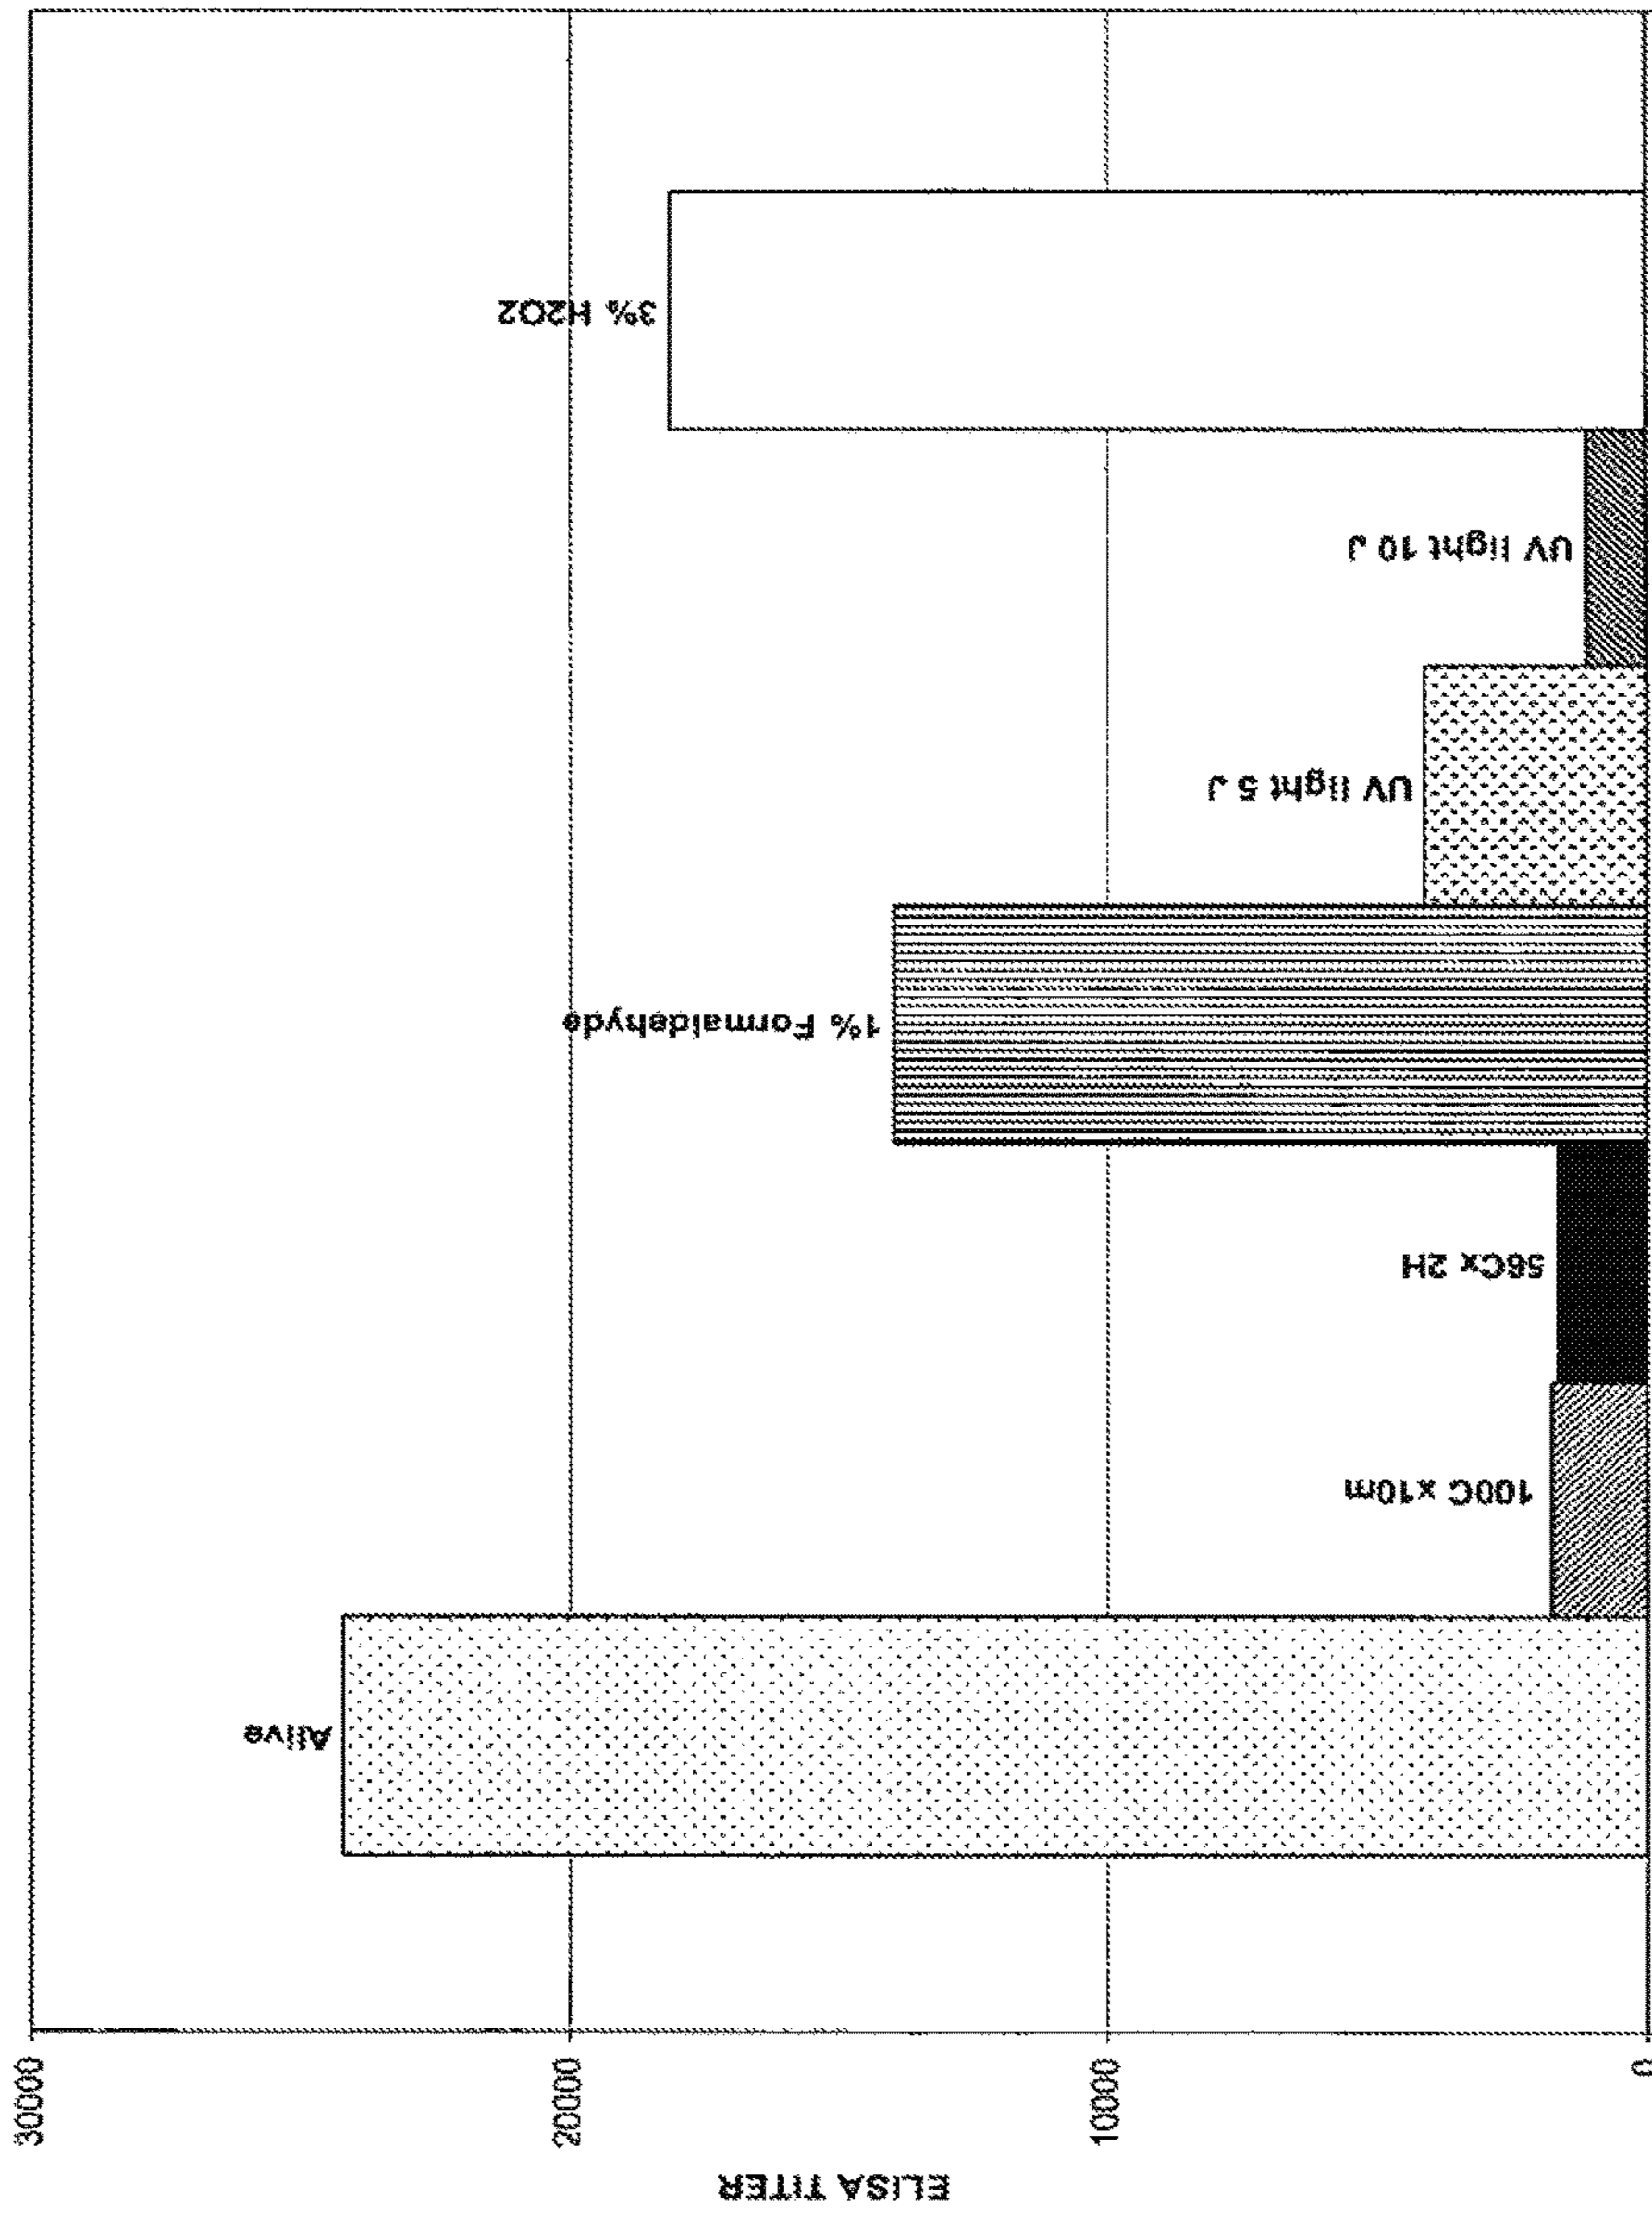 ELISA TITER
30000
20000
10000
0
Alive
100C x10m
56Cx 2H
1% Formaldehyde
UV light 5 J
UV light 10 J
3% H2O2